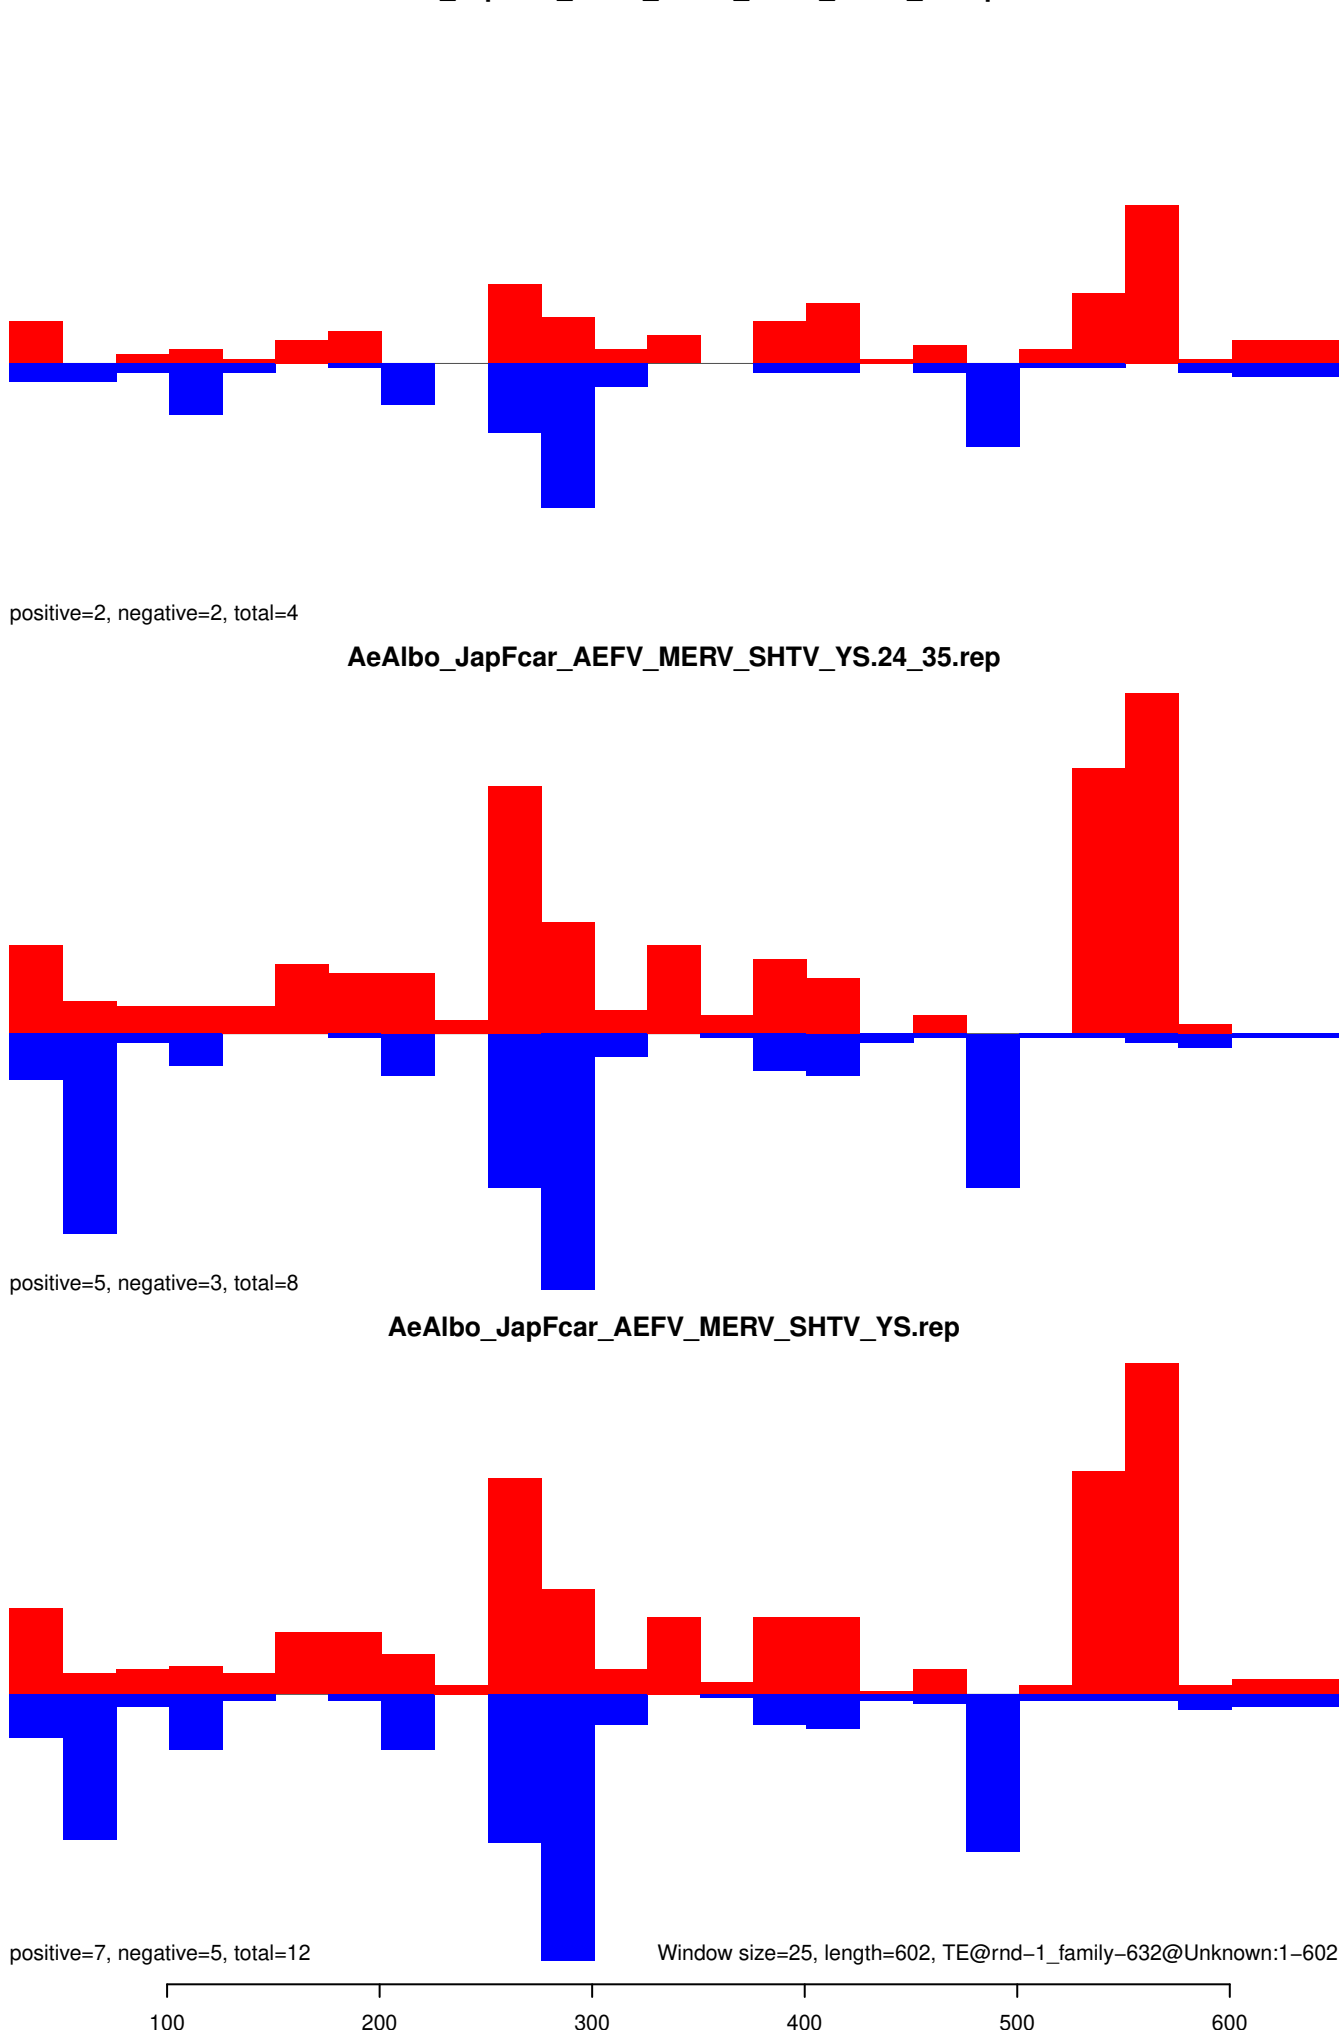 positive=2, negative=2, total=4
AeAlbo_JapFcar_AEFV_MERV_SHTV_YS.24_35.rep
positive=5, negative=3, total=8
AeAlbo_JapFcar_AEFV_MERV_SHTV_YS.rep
positive=7, negative=5, total=12
Window size=25, length=602, TE@rnd−1_family−632@Unknown:1−602
100 200 300 400 500 600